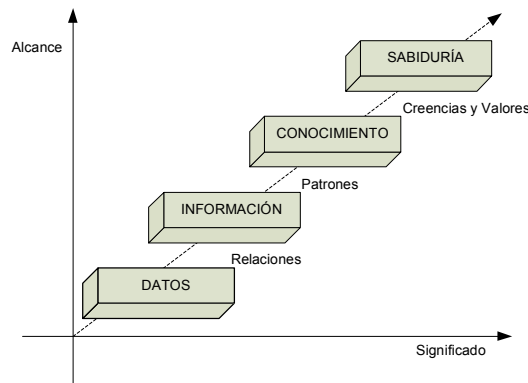 Alcance
SABIDURÍA
Creencias y Valores
CONOCIMIENTO
Patrones
INFORMACIÓN
Relaciones
DATOS
Significado